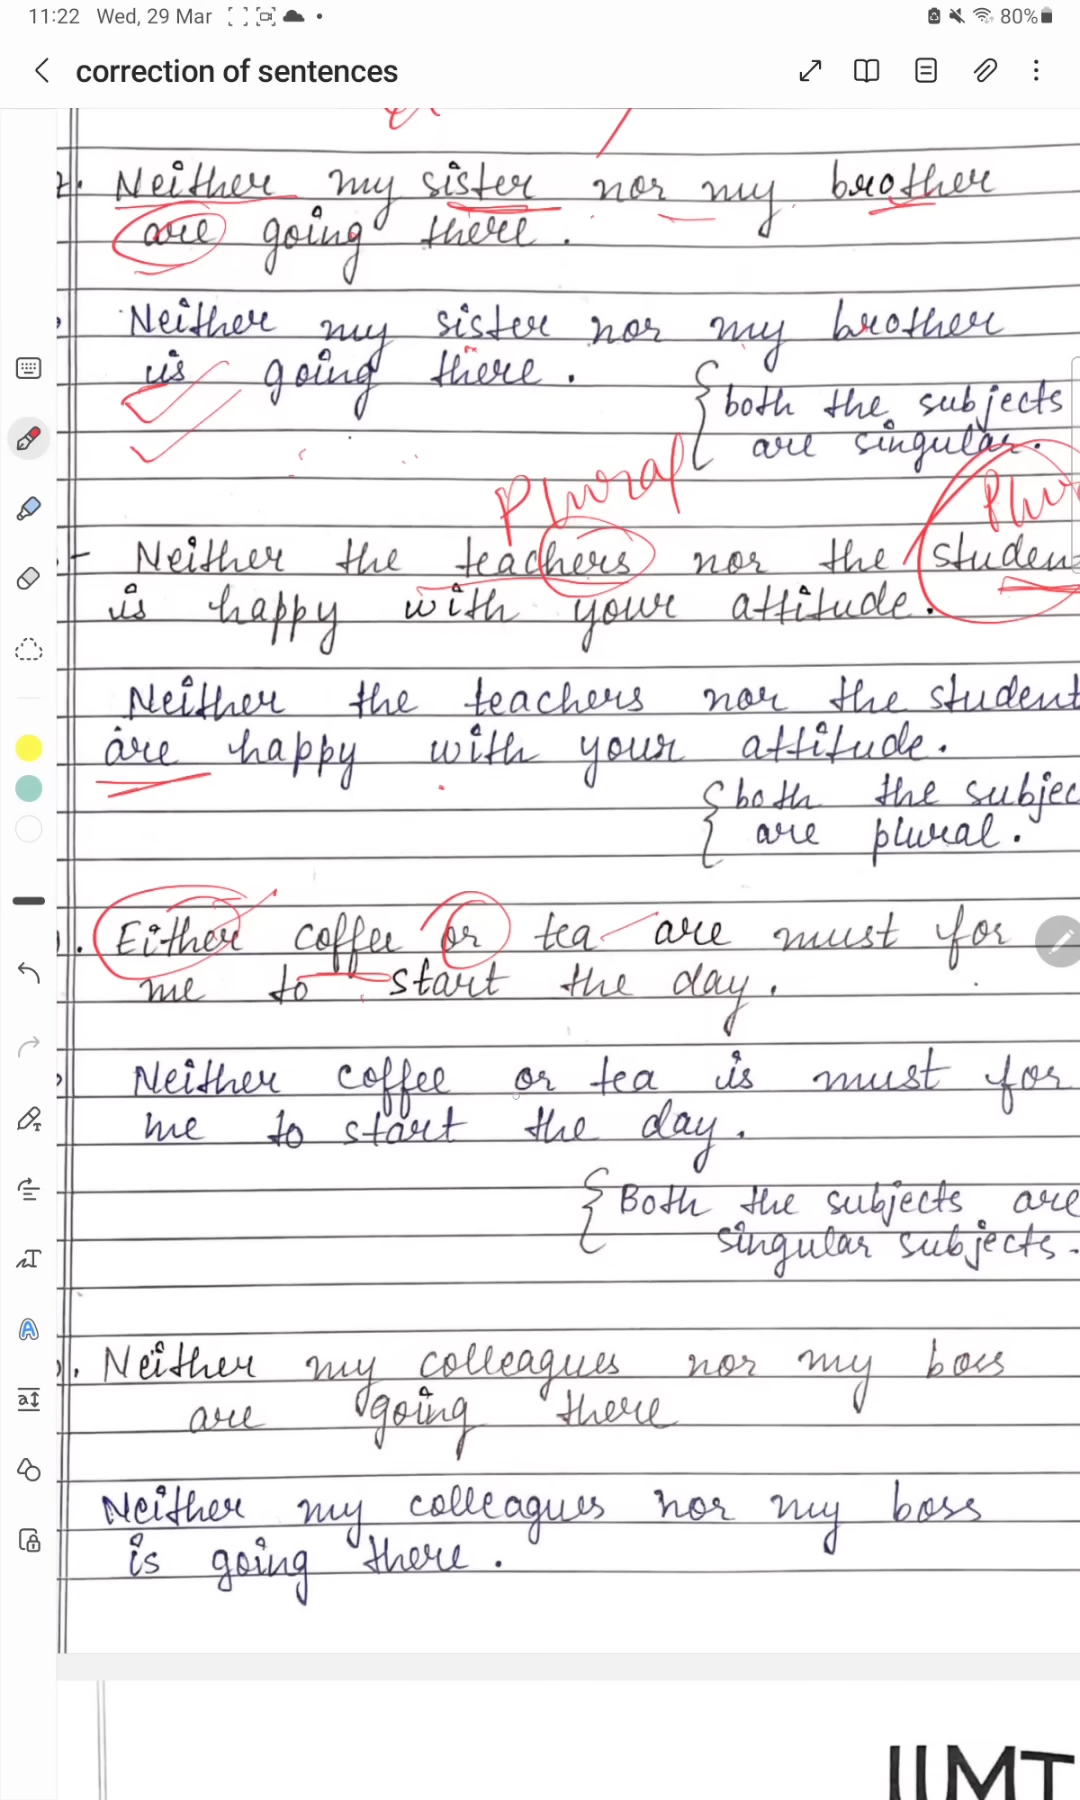 11:22 Wed, 29 Mar 80%
correction of sentences
Neither my sister nor my brother
are going there.
Neither my sister nor my brother
is going there.
{ both the subjects
are singular.
Plural
Plur
- Neither the teachers nor the studen
is happy with your attitude.
Neither the teachers nor the student
are happy with your attitude.
{ both the subjec
are plural.
Either coffee or tea are must for
me to start the day.
Neither coffee or tea is must for
me to start the day.
{ Both the subjects are
singular subjects.
Neither my colleagues nor my boss
are going there
Neither my colleagues nor my boss
is going there.
IIMT